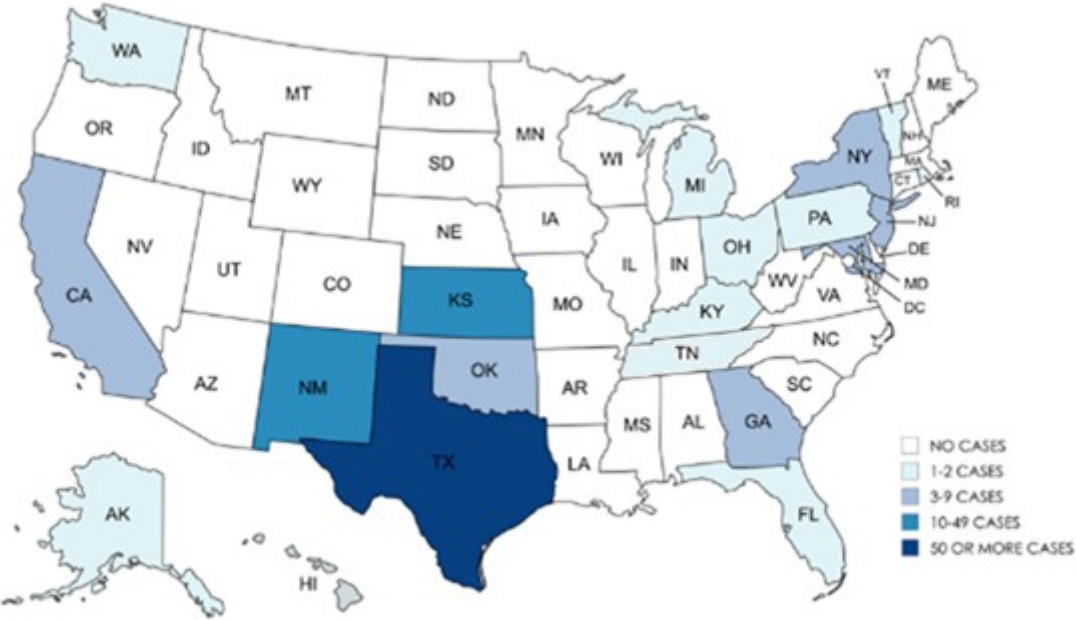 WA
MT
ND
MN
VT
ME
OR
ID
SD
WI
NH
NY
MA
WY
MI
CT
RI
NE
IA
PA
NJ
NV
UT
CO
IL
IN
OH
DE
CA
KS
MO
WV
VA
MD
DC
KY
NC
AZ
NM
OK
TN
AR
SC
MS
AL
GA
TX
LA
FL
AK
HI
NO CASES
1-2 CASES
3-9 CASES
10-49 CASES
50 OR MORE CASES